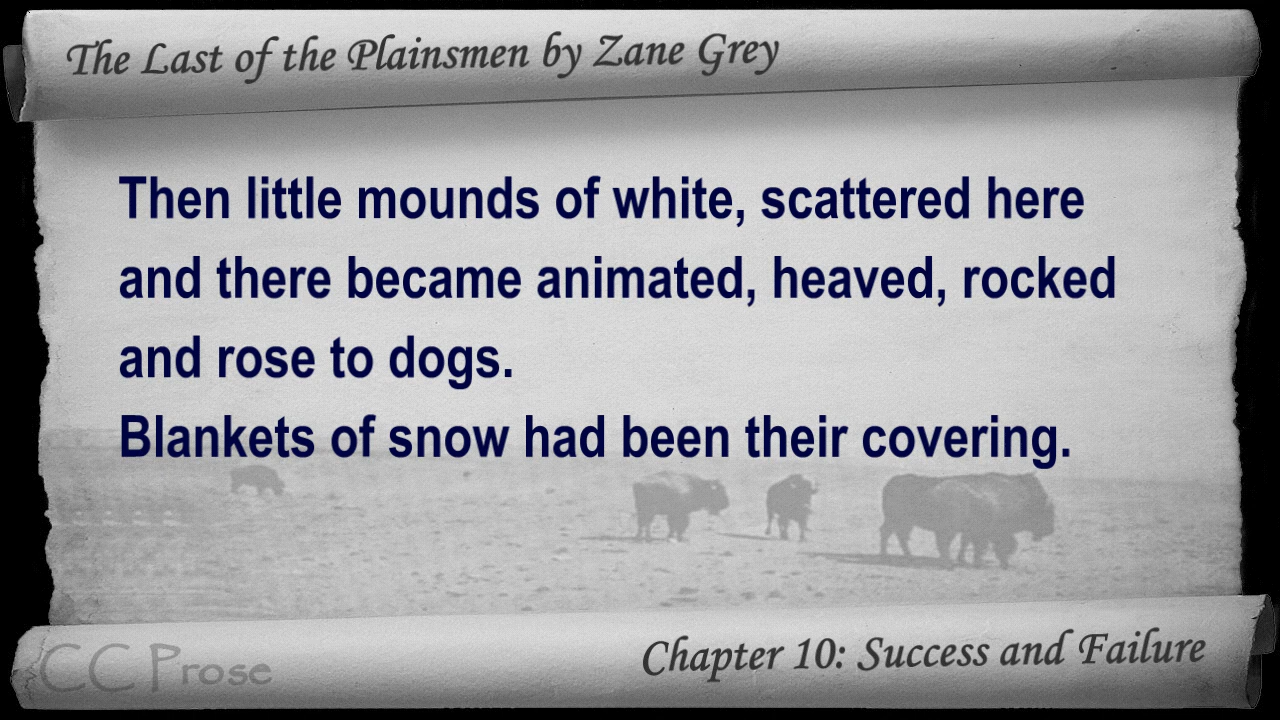 The Last of the Plainsmen by Zane Grey
Then little mounds of white, scattered here
and there became animated, heaved, rocked
and rose to dogs.
Blankets of snow had been their covering.
Chapter 10: Success and Failure
CC Prose